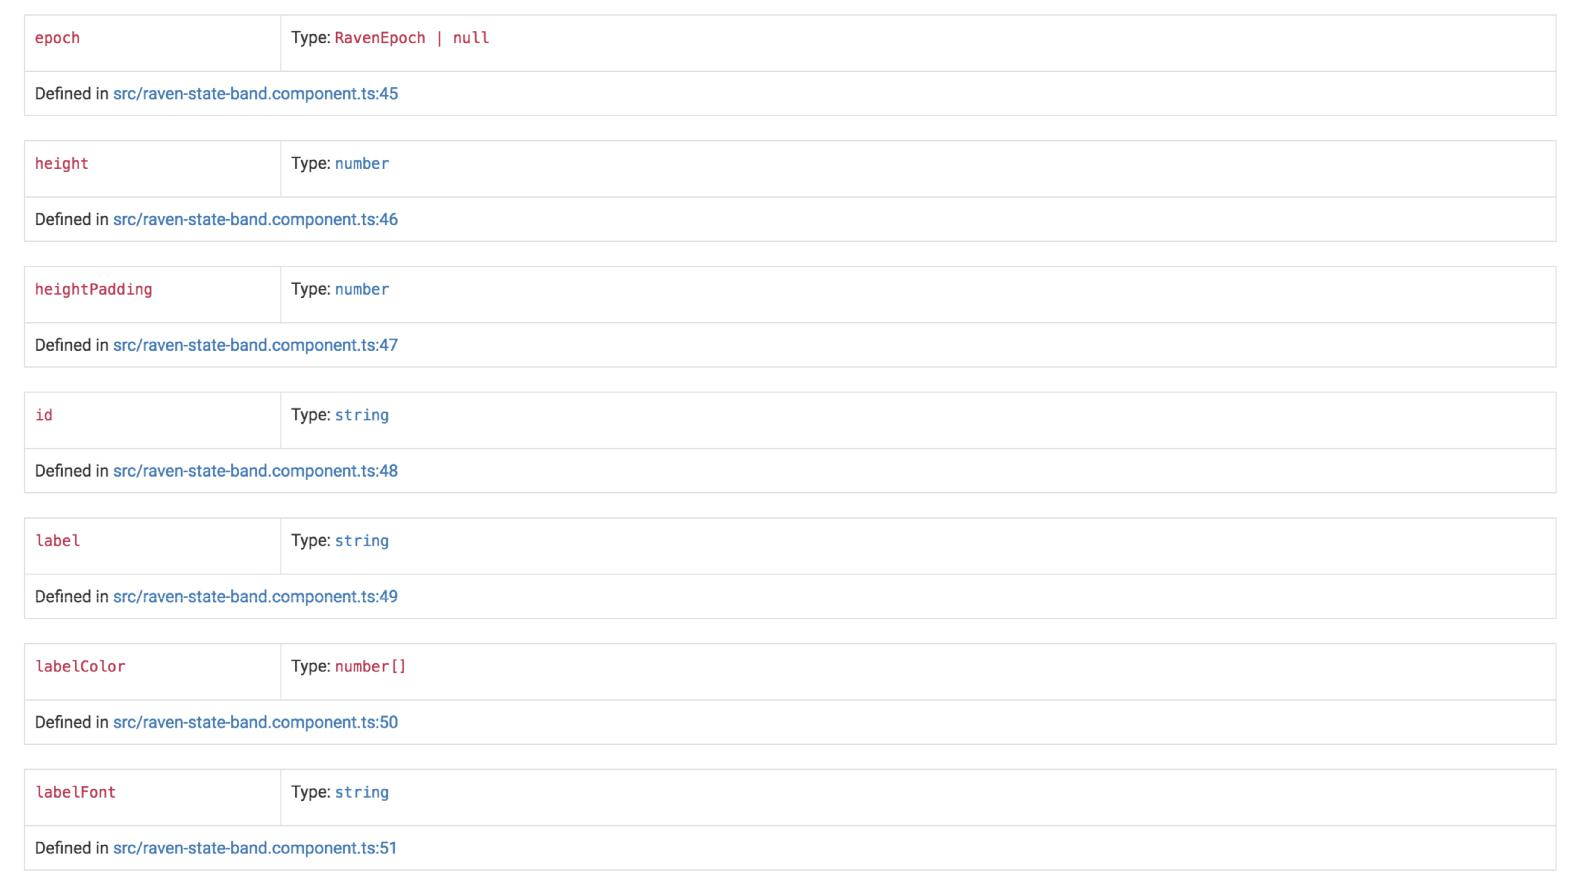 epoch Type: RavenEpoch | null
Defined in src/raven-state-band.component.ts:45
height Type: number
Defined in src/raven-state-band.component.ts:46
heightPadding Type: number
Defined in src/raven-state-band.component.ts:47
id Type: string
Defined in src/raven-state-band.component.ts:48
label Type: string
Defined in src/raven-state-band.component.ts:49
labelColor Type: number[]
Defined in src/raven-state-band.component.ts:50
labelFont Type: string
Defined in src/raven-state-band.component.ts:51